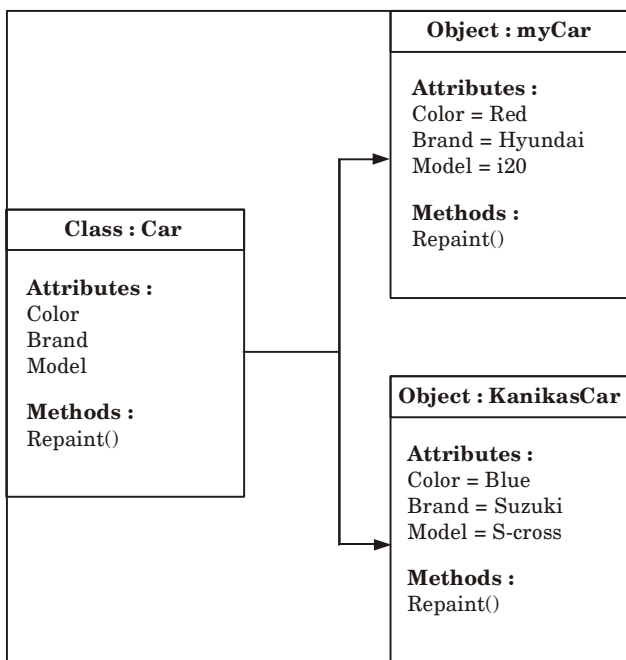 Object : myCar
Attributes :
Color = Red
Brand = Hyundai
Model = i20
Methods :
Repaint()
Class : Car
Attributes :
Color
Brand
Model
Methods :
Repaint()
Object : KanikasCar
Attributes :
Color = Blue
Brand = Suzuki
Model = S-cross
Methods :
Repaint()